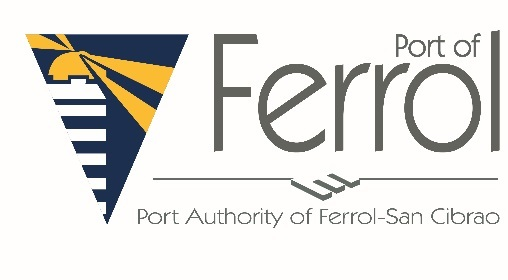 Port of
Ferrol
Port Authority of Ferrol-San Cibrao